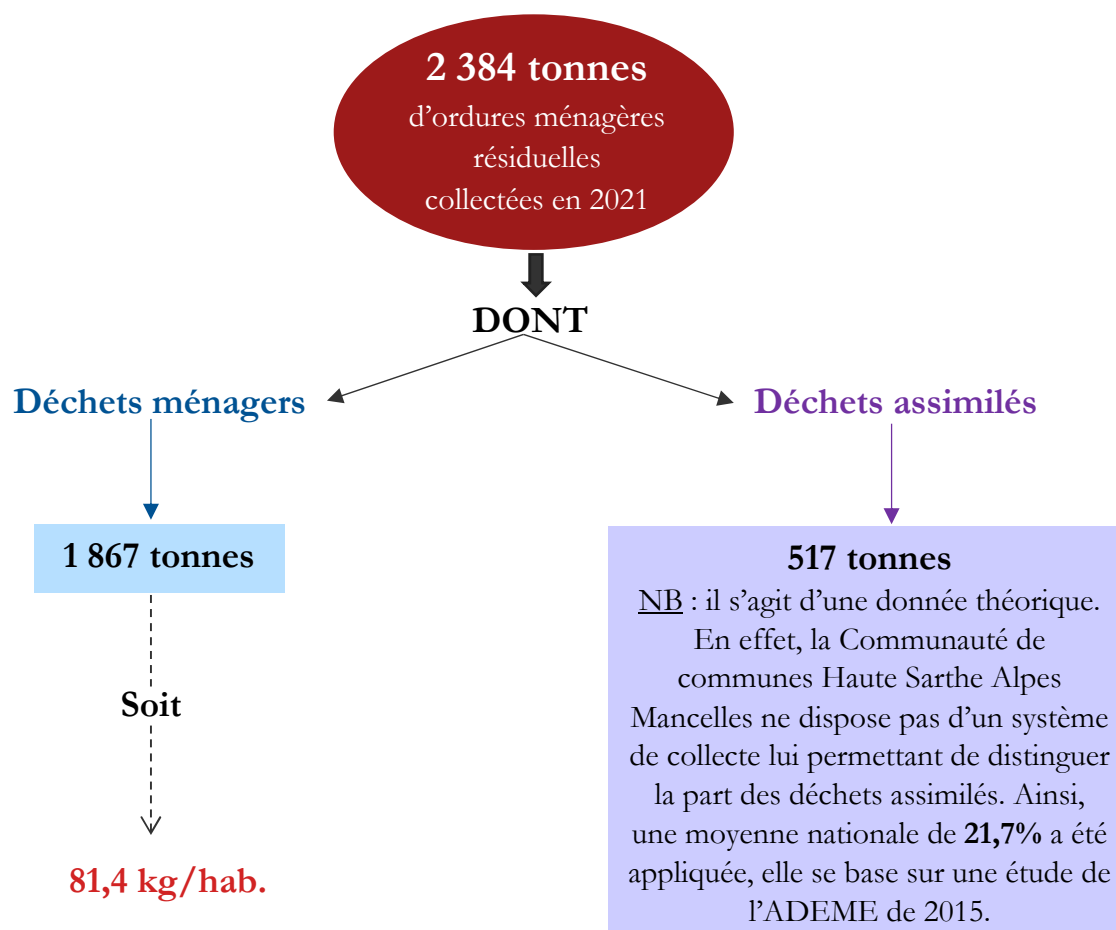 2 384 tonnes
d’ordures ménagères
résiduelles
collectées en 2021
DONT
Déchets ménagers
Déchets assimilés
1 867 tonnes
Soit
81,4 kg/hab.
517 tonnes
NB : il s’agit d’une donnée théorique.
En effet, la Communauté de
communes Haute Sarthe Alpes
Mancelles ne dispose pas d’un système
de collecte lui permettant de distinguer
la part des déchets assimilés. Ainsi,
une moyenne nationale de 21,7% a été
appliquée, elle se base sur une étude de
l’ADEME de 2015.